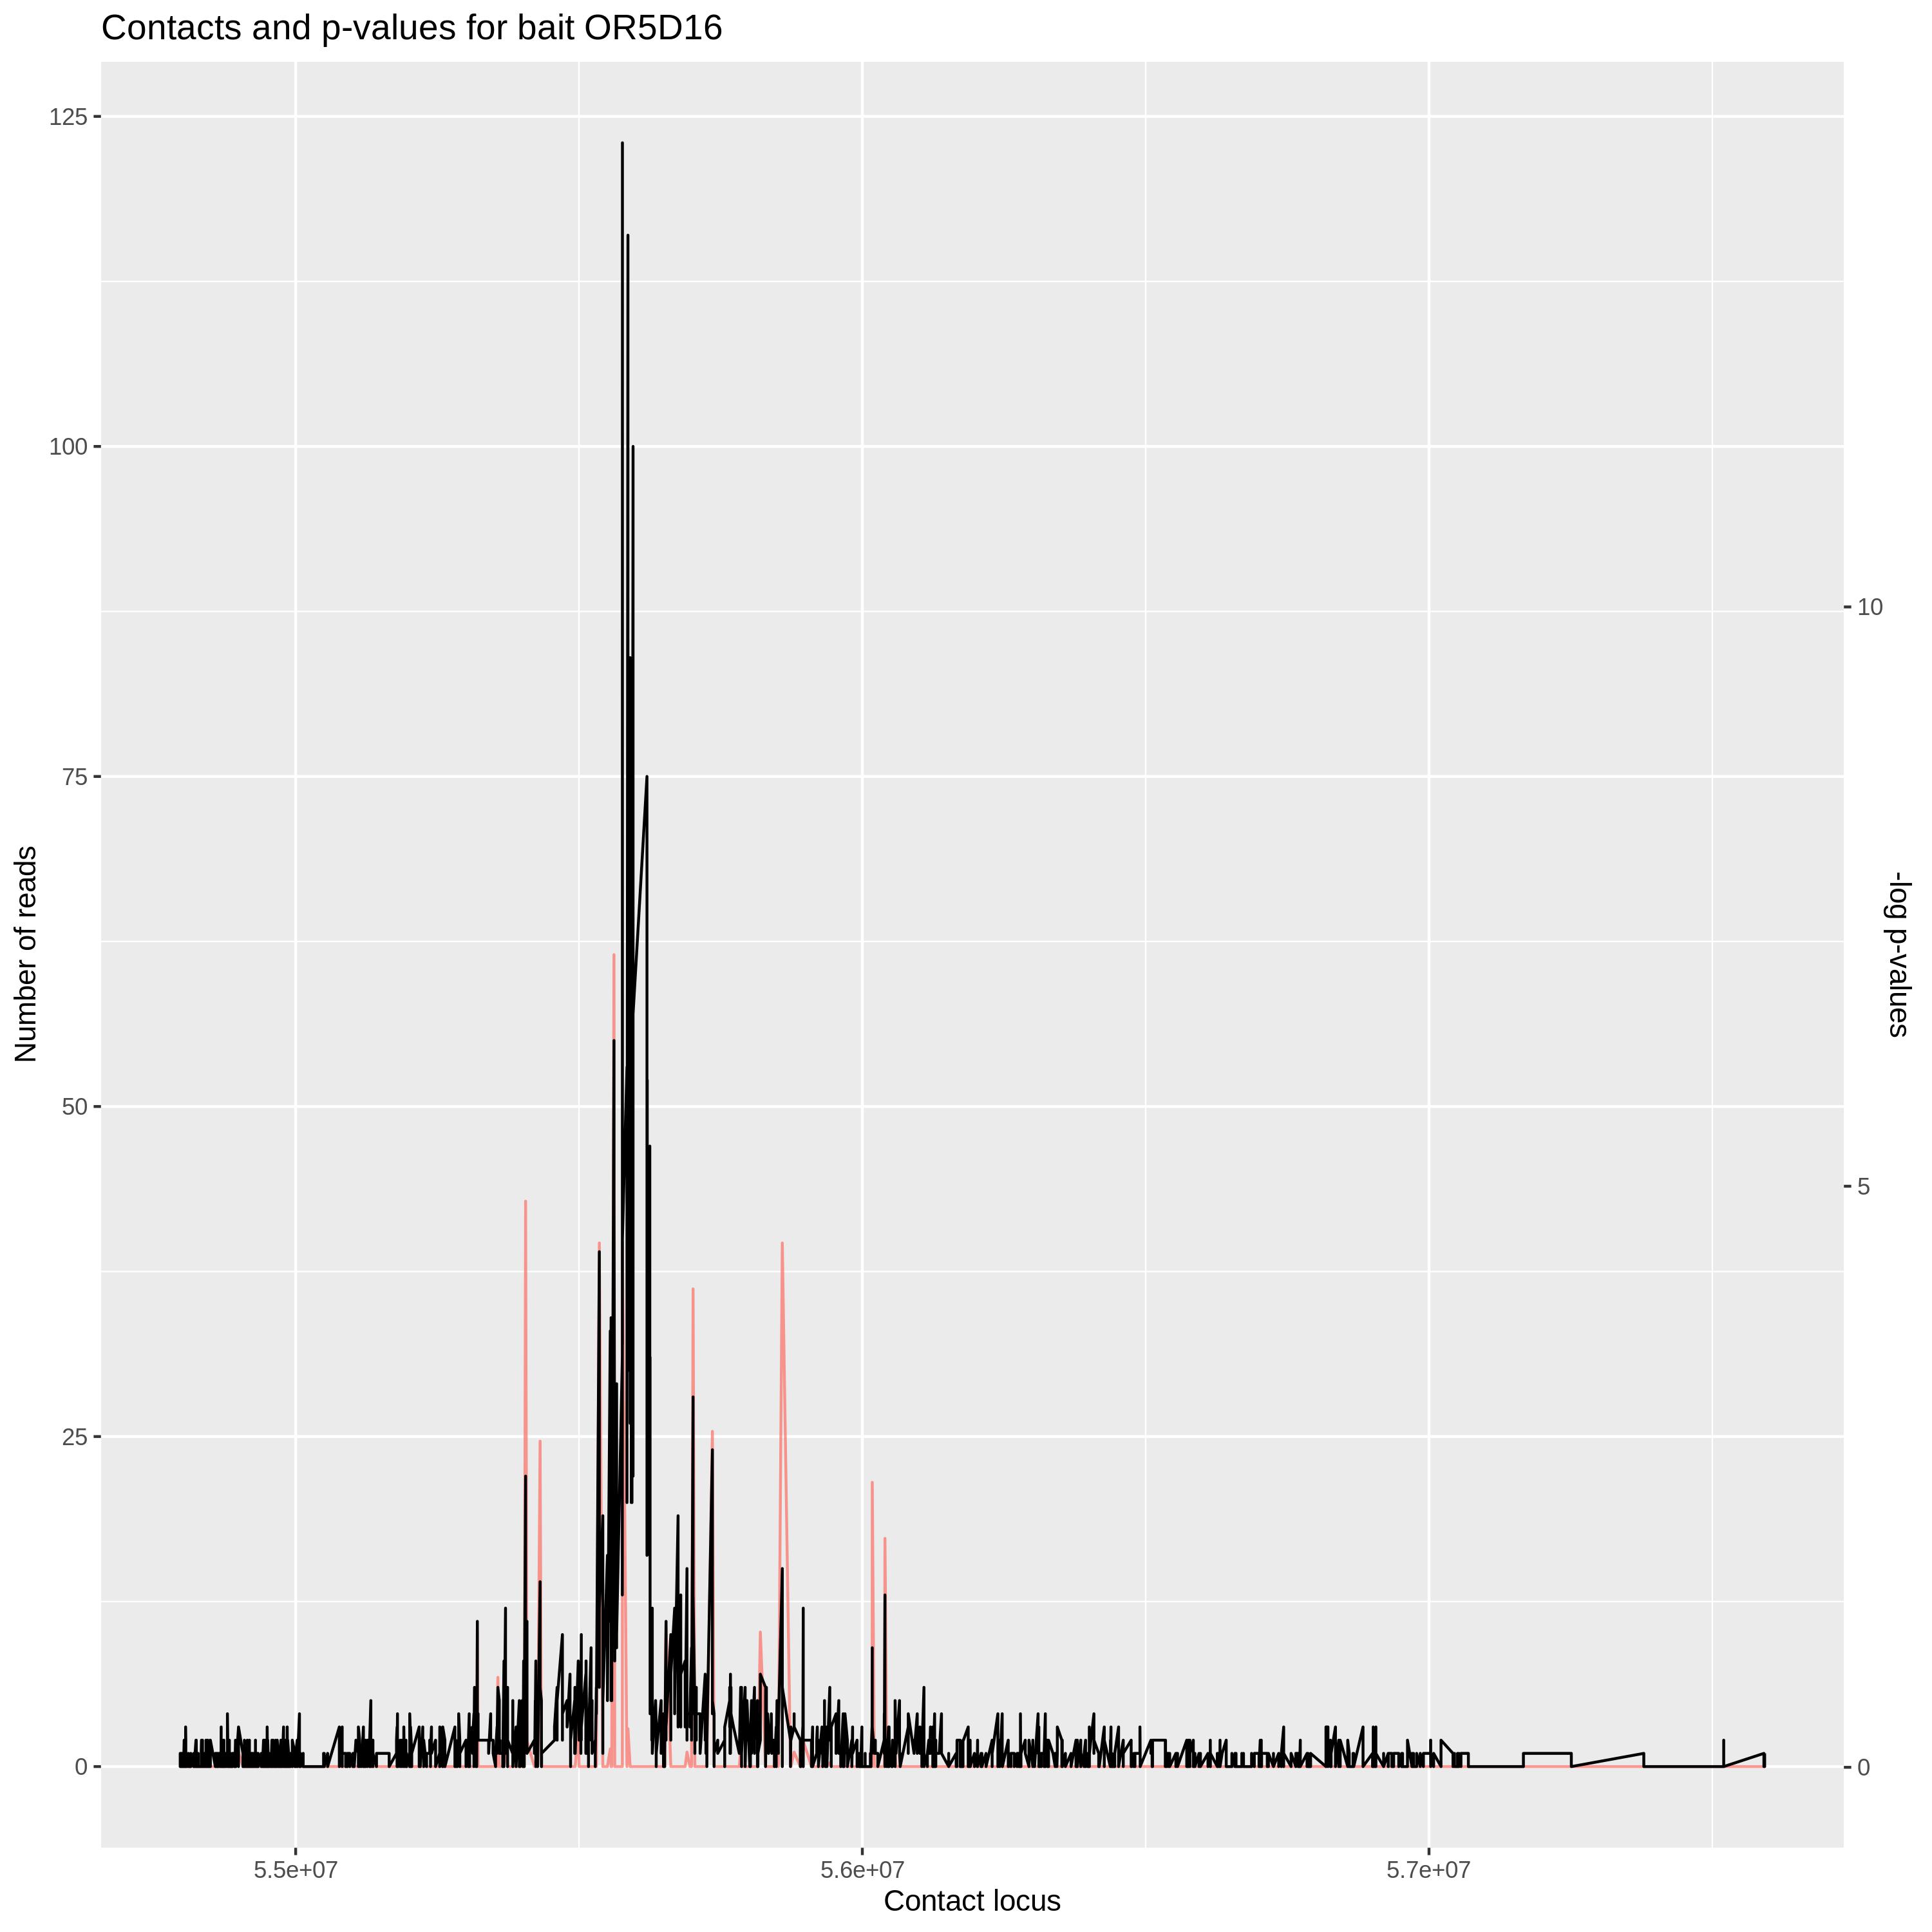 Contacts and p-values for bait OR5D16
125
100
75
50
25
0
Number of reads
10
5
0
-log p-values
5.5e+07
5.6e+07
5.7e+07
Contact locus